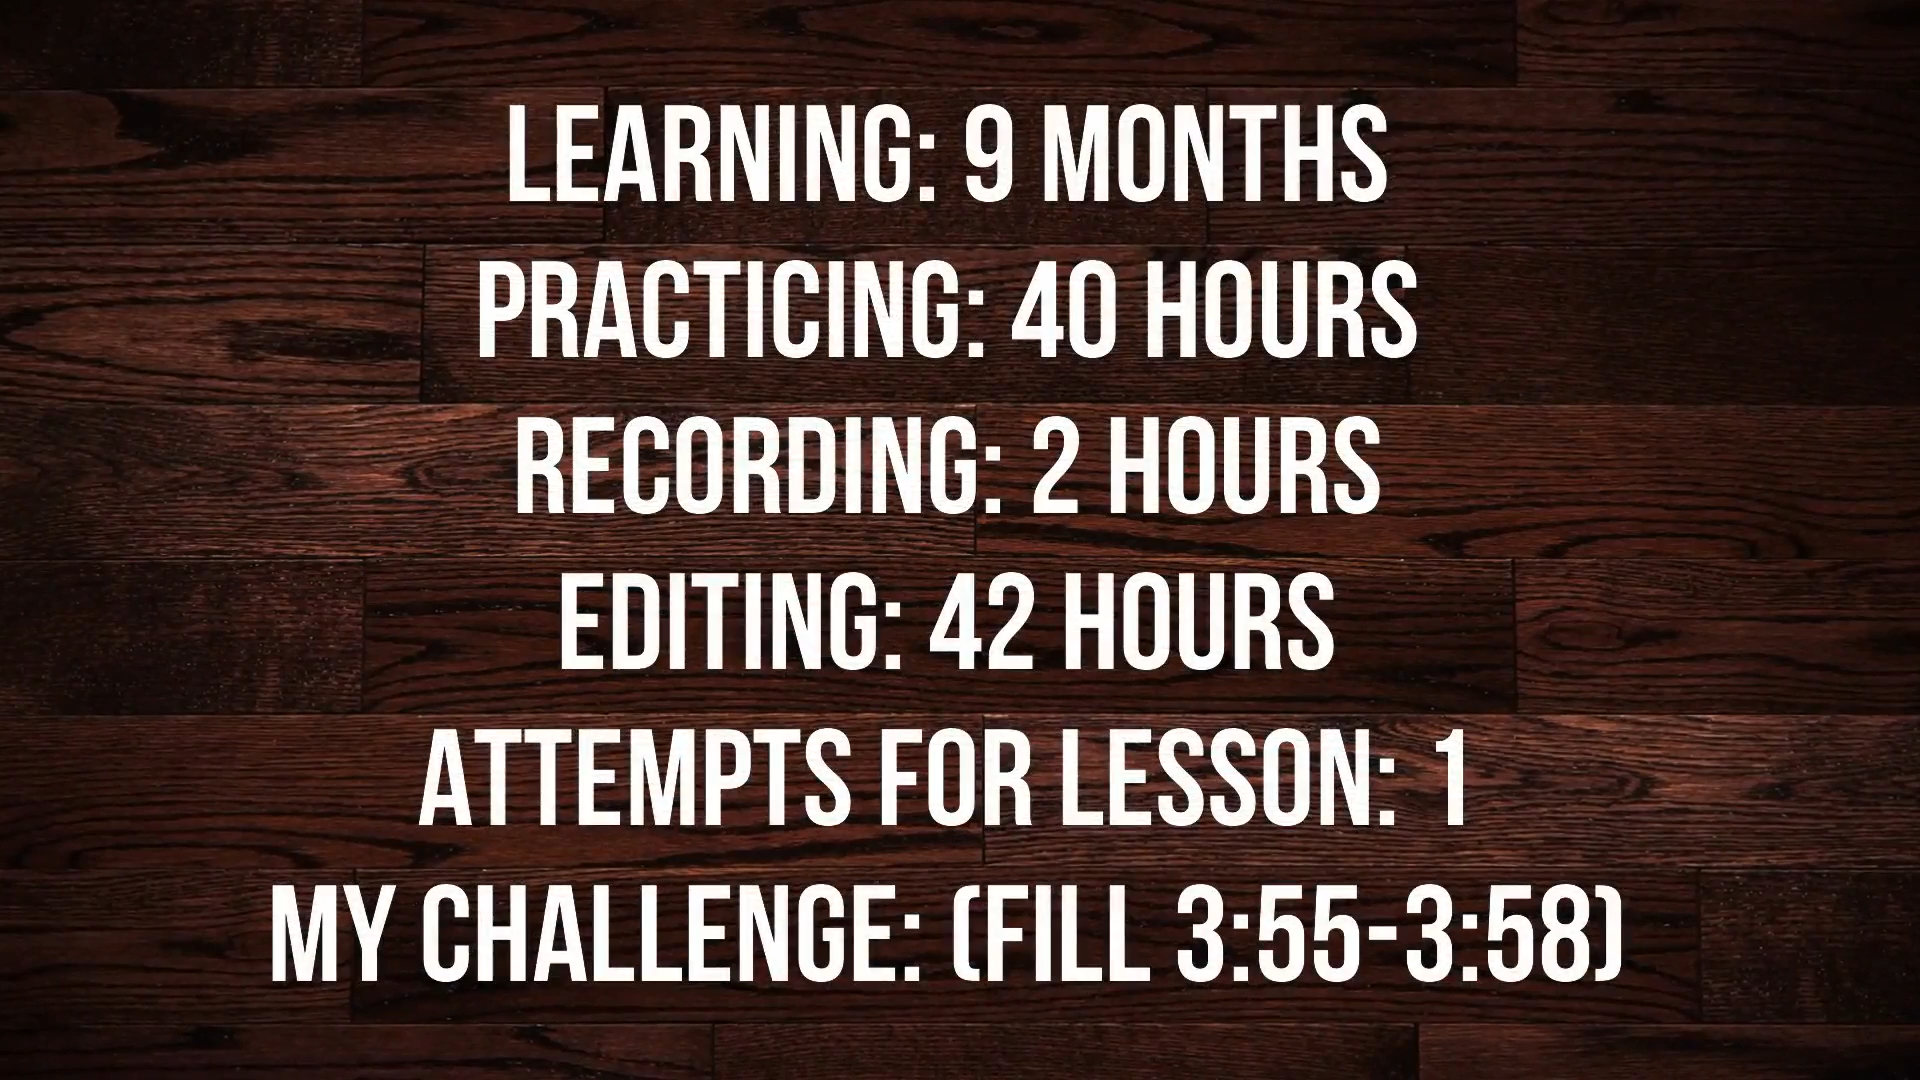 LEARNING: 9 MONTHS
PRACTICING: 40 HOURS
RECORDING: 2 HOURS
EDITING: 42 HOURS
ATTEMPTS FOR LESSON: 1
MY CHALLENGE: (FILL 3:55-3:58)